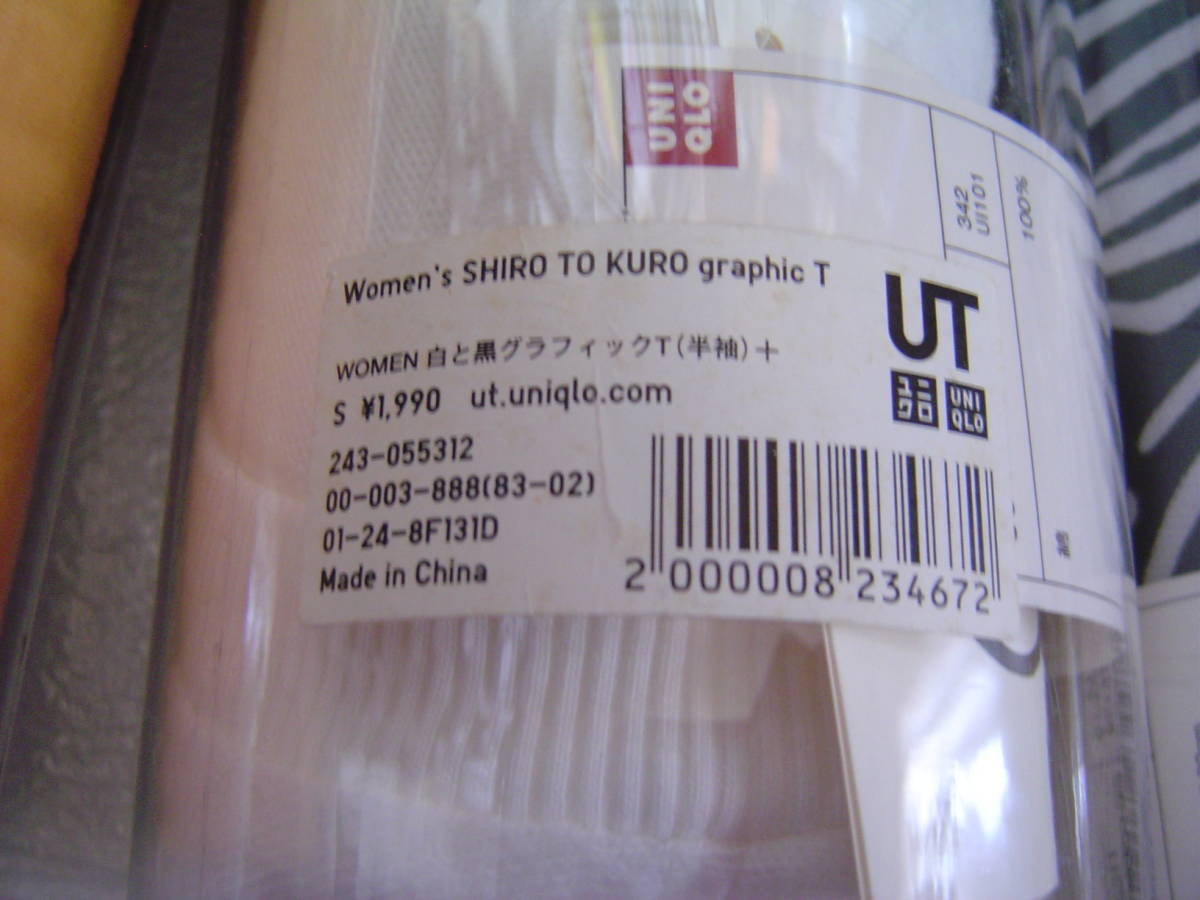 UNI
QLO
342
UI101
100%
綿
Women's SHIRO TO KURO graphic T
WOMEN 白と黒グラフィックT(半袖)+
S ¥1,990 ut.uniqlo.com
243-055312
00-003-888(83-02)
01-24-8F131D
Made in China
UT
ユニ
クロ
UNI
QLO
2 000008 234672